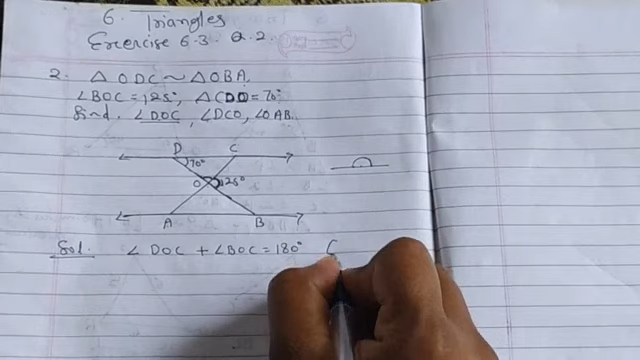 6. Triangles
Exercise 6.3 Q.2.
2. △ ODC ~ △OBA.
∠BOC = 125°, △CDO = 70°
Find. ∠DOC, ∠DCO, ∠OAB.
D C
70°
O 125°
A B
Sol. ∠DOC + ∠BOC = 180° (